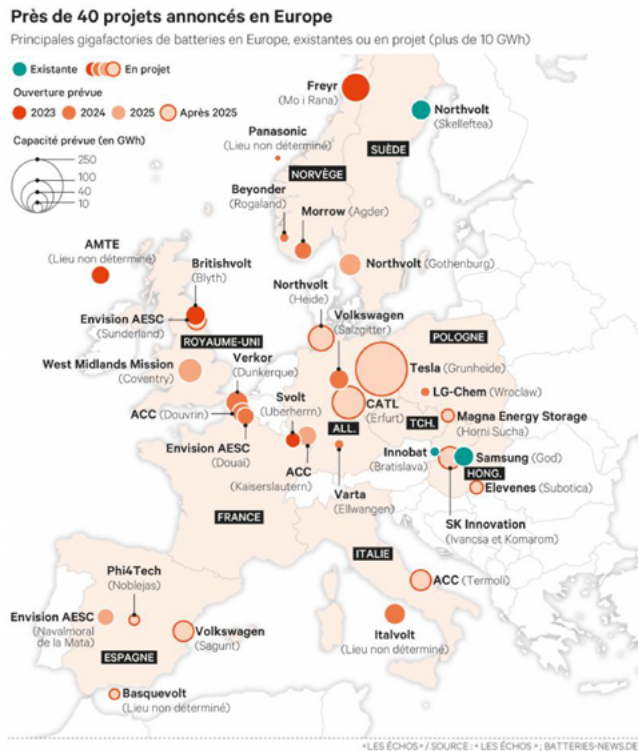 Près de 40 projets annoncés en Europe
Principales gigafactories de batteries en Europe, existantes ou en projet (plus de 10 GWh)
Existante
En projet
Ouverture prévue
2023
2024
2025
Après 2025
Capacité prévue (en GWh)
250
100
40
10
Freyr
(Mo i Rana)
Northvolt
(Skelleftea)
Panasonic
(Lieu non déterminé)
SUÈDE
NORVÈGE
Beyonder
(Rogaland)
Morrow (Agder)
AMTE
(Lieu non déterminé)
Britishvolt
(Blyth)
Northvolt (Gothenburg)
Northvolt
(Heide)
Volkswagen
(Salzgitter)
Envision AESC
(Sunderland)
ROYAUME-UNI
POLOGNE
West Midlands Mission
(Coventry)
Verkor
(Dunkerque)
Tesla (Grunheide)
Svolt
(Uberherrn)
LG-Chem (Wroclaw)
CATL
(Erfurt)
ACC (Douvrin)
ALL.
TCH.
Magna Energy Storage
(Horni Sucha)
Envision AESC
(Douai)
ACC
(Kaiserslautern)
Innobat
(Bratislava)
Samsung (God)
HONG.
Varta
(Ellwangen)
Elevenes (Subotica)
SK Innovation
(Ivancsa et Komarom)
FRANCE
ITALIE
Phi4Tech
(Noblejas)
ACC (Termoli)
Envision AESC
(Navalmoral
de la Mata)
Volkswagen
(Sagunt)
Italvolt
(Lieu non déterminé)
ESPAGNE
Basquevolt
(Lieu non déterminé)
« LES ÉCHOS » / SOURCE : « LES ÉCHOS » ; BATTERIES-NEWS.DE